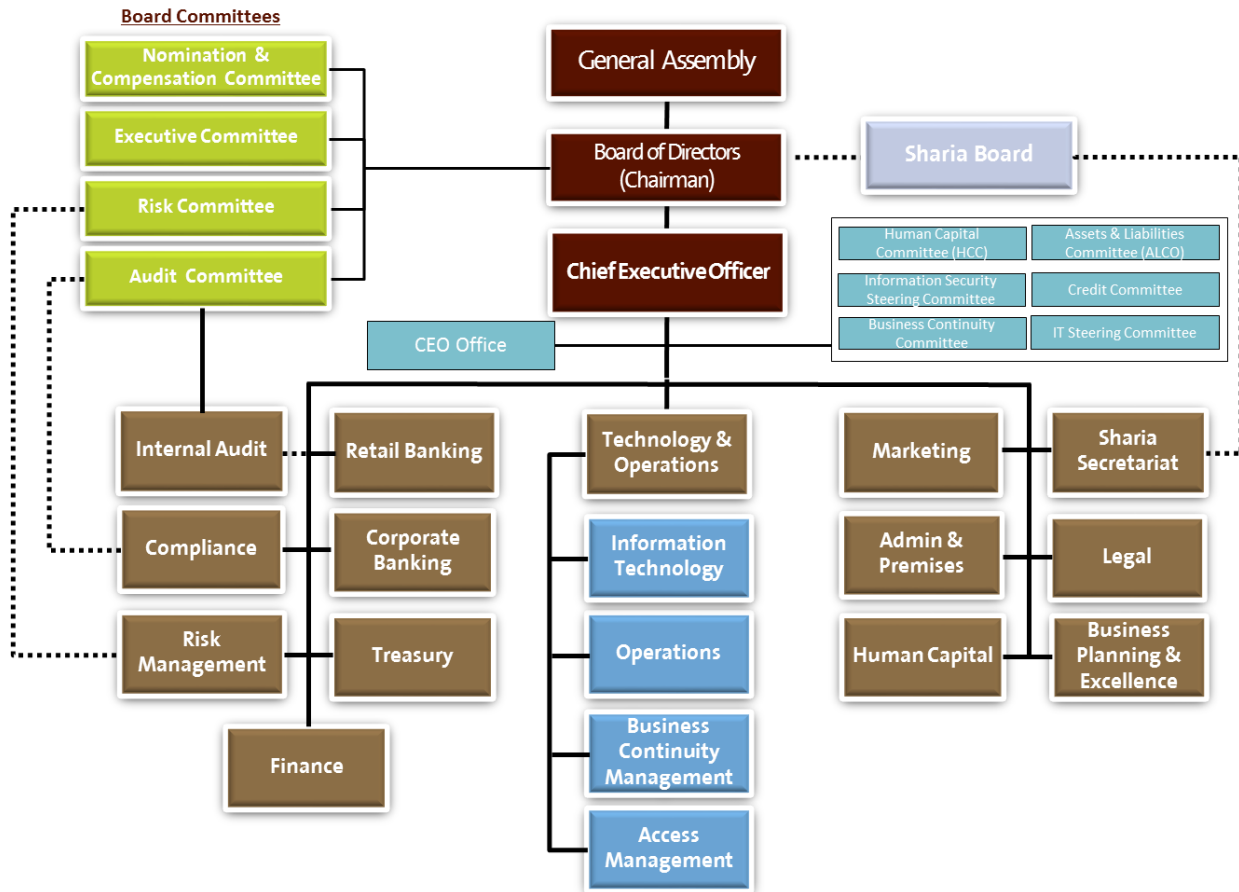 Board Committees
Nomination &
Compensation Committee
Executive Committee
Risk Committee
Audit Committee
General Assembly
Board of Directors
(Chairman)
Chief Executive Officer
Sharia Board
Human Capital
Committee (HCC)
Assets & Liabilities
Committee (ALCO)
Information Security
Steering Committee
Credit Committee
Business Continuity
Committee
IT Steering Committee
CEO Office
Internal Audit
Retail Banking
Compliance
Corporate
Banking
Risk
Management
Treasury
Finance
Technology &
Operations
Information
Technology
Operations
Business
Continuity
Management
Access
Management
Marketing
Sharia
Secretariat
Admin &
Premises
Legal
Human Capital
Business
Planning &
Excellence